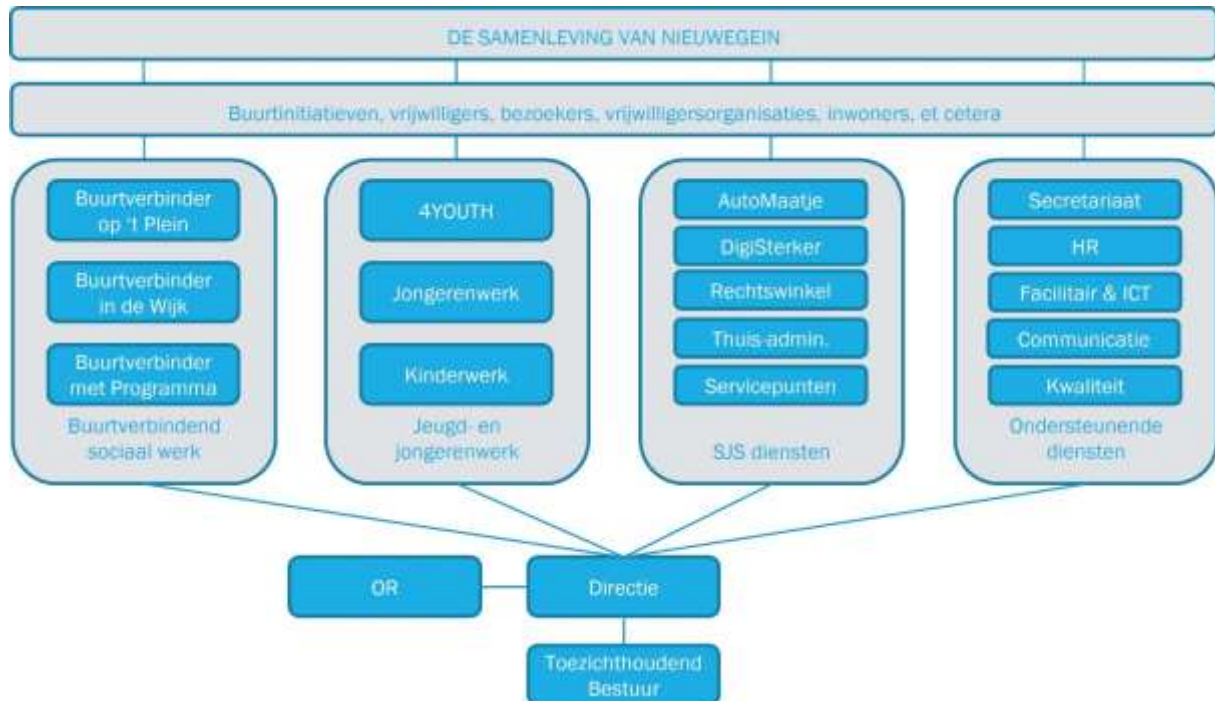 DE SAMENLEVING VAN NIEUWEGEIN
Buurtinitiatieven, vrijwilligers, bezoekers, vrijwilligersorganisaties, inwoners, et cetera
Buurtverbinder
op 't Plein
Buurtverbinder
in de Wijk
Buurtverbinder
met Programma
Buurtverbindend
sociaal werk
4YOUTH
Jongerenwerk
Kinderwerk
Jeugd- en
jongerenwerk
AutoMaatje
DigiSterker
Rechtswinkel
Thuis-admin.
Servicepunten
SJS diensten
Secretariaat
HR
Facilitair & ICT
Communicatie
Kwaliteit
Ondersteunende
diensten
OR
Directie
Toezichthoudend
Bestuur